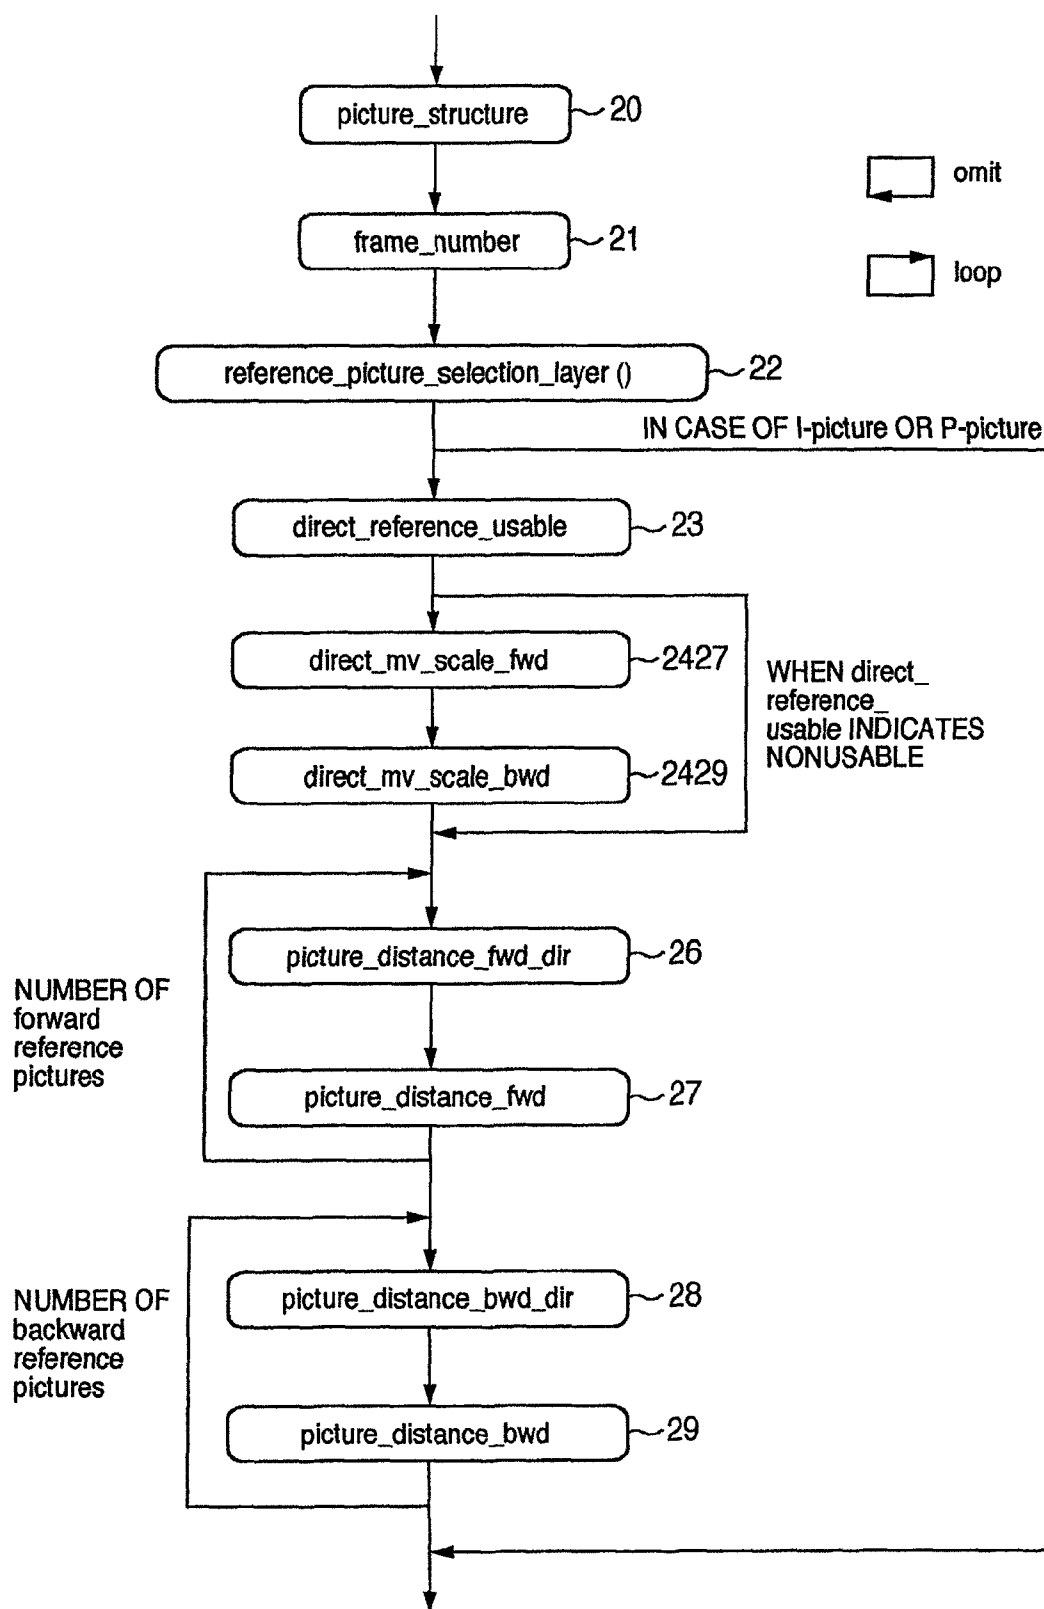 picture_structure
20
omit
frame_number
21
loop
reference_picture_selection_layer ()
22
IN CASE OF I-picture OR P-picture
direct_reference_usable
23
direct_mv_scale_fwd
2427
WHEN direct_
reference_
usable INDICATES
NONUSABLE
direct_mv_scale_bwd
2429
picture_distance_fwd_dir
26
NUMBER OF
forward
reference
pictures
picture_distance_fwd
27
picture_distance_bwd_dir
28
NUMBER OF
backward
reference
pictures
picture_distance_bwd
29